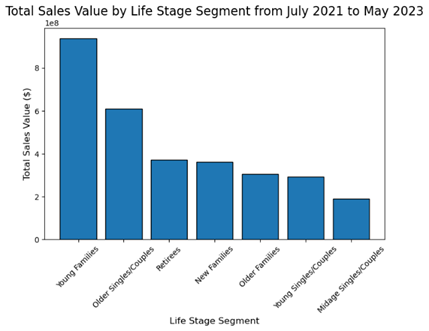 Total Sales Value by Life Stage Segment from July 2021 to May 2023
1e8
Total Sales Value ($)
8
6
4
2
0
Young Families
Older Singles/Couples
Retirees
New Families
Older Families
Young Singles/Couples
Midage Singles/Couples
Life Stage Segment